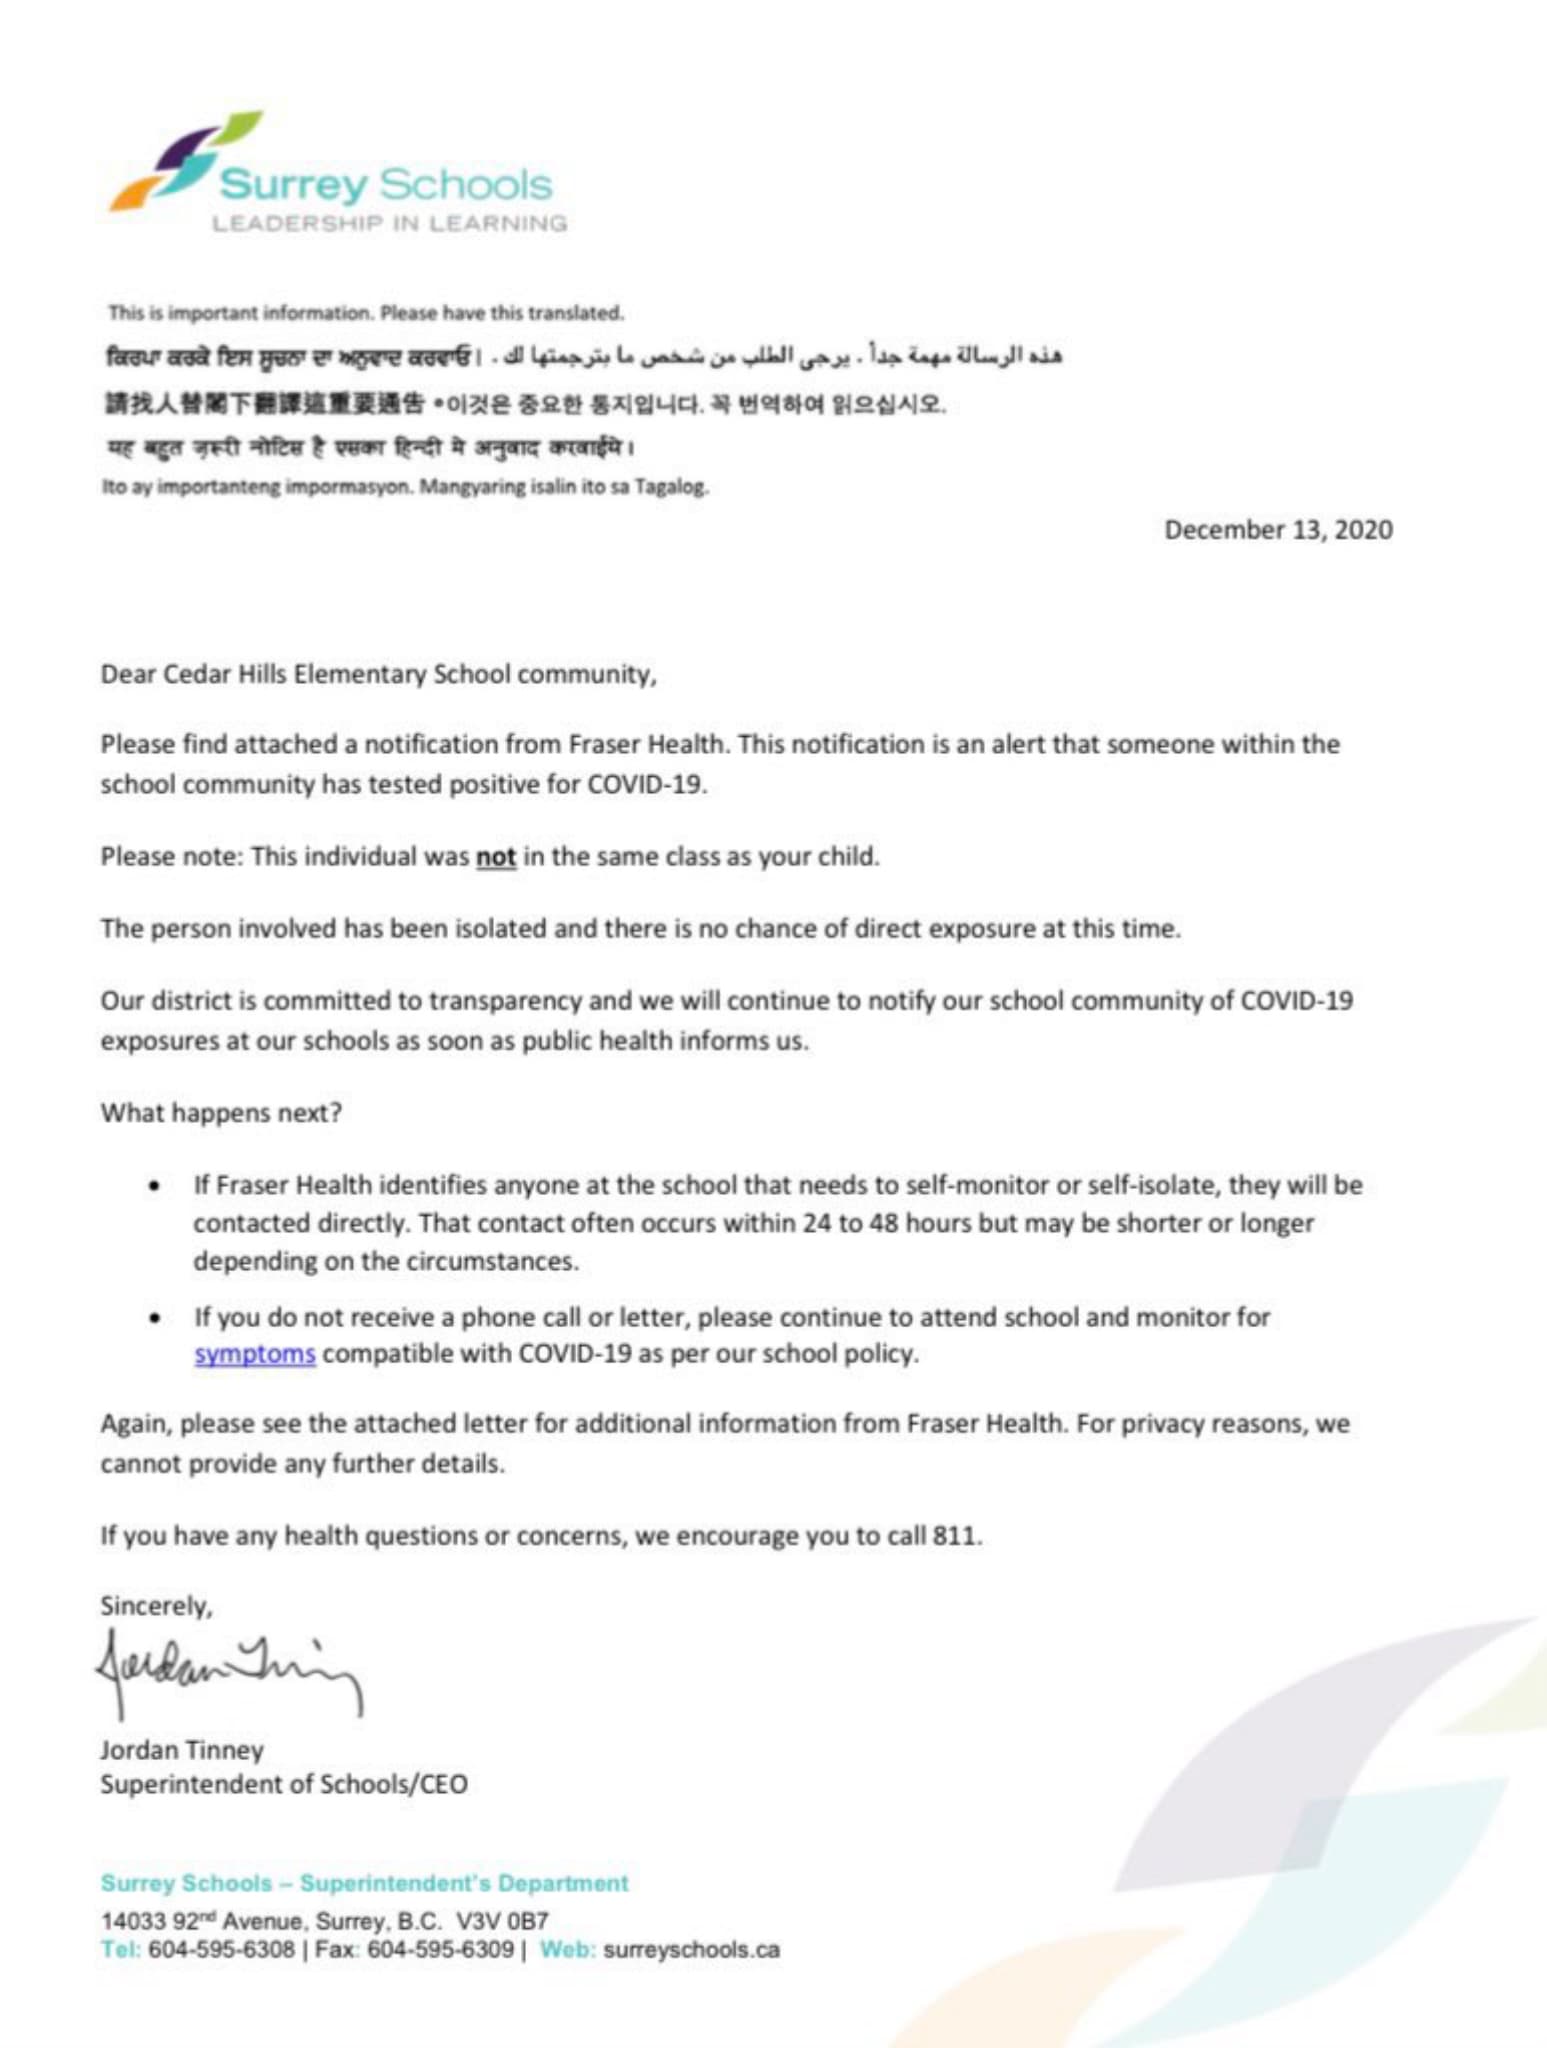 Surrey Schools
LEADERSHIP IN LEARNING
This is important information. Please have this translated.
ਕਿਰਪਾ ਕਰਕੇ ਇਸ ਸੂਚਨਾ ਦਾ ਅਨੁਵਾਦ ਕਰਵਾਓ। هذه الرسالة مهمة جداً . يرجى الطلب من شخص ما بترجمتها لك .
請找人替閣下翻譯這重要通告 •이것은 중요한 통지입니다. 꼭 번역하여 읽으십시오.
यह बहुत ज़रूरी नोटिस है एसका हिन्दी मे अनुवाद करवाईये।
Ito ay importanteng impormasyon. Mangyaring isalin ito sa Tagalog.
December 13, 2020
Dear Cedar Hills Elementary School community,
Please find attached a notification from Fraser Health. This notification is an alert that someone within the
school community has tested positive for COVID-19.
Please note: This individual was not in the same class as your child.
The person involved has been isolated and there is no chance of direct exposure at this time.
Our district is committed to transparency and we will continue to notify our school community of COVID-19
exposures at our schools as soon as public health informs us.
What happens next?
• If Fraser Health identifies anyone at the school that needs to self-monitor or self-isolate, they will be
contacted directly. That contact often occurs within 24 to 48 hours but may be shorter or longer
depending on the circumstances.
• If you do not receive a phone call or letter, please continue to attend school and monitor for
symptoms compatible with COVID-19 as per our school policy.
Again, please see the attached letter for additional information from Fraser Health. For privacy reasons, we
cannot provide any further details.
If you have any health questions or concerns, we encourage you to call 811.
Sincerely,
Jordan Tinney
Jordan Tinney
Superintendent of Schools/CEO
Surrey Schools – Superintendent's Department
14033 92nd Avenue, Surrey, B.C. V3V 0B7
Tel: 604-595-6308 | Fax: 604-595-6309 | Web: surreyschools.ca